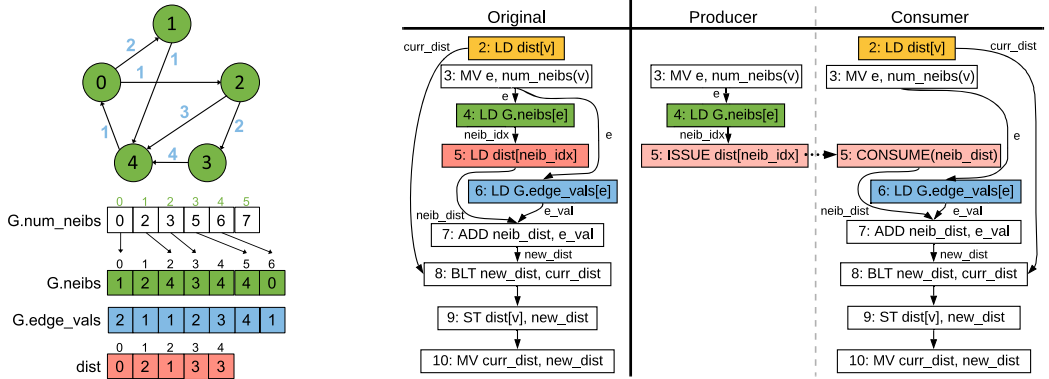 1
2
1
0
1
2
3
2
1
4
4
3
G.num_neibs
0 1 2 3 4 5
0 2 3 5 6 7
0 1 2 3 4 5 6
G.neibs
1 2 4 3 4 4 0
G.edge_vals
2 1 1 2 3 4 1
0 1 2 3 4
dist
0 2 1 3 3
Original
curr_dist
2: LD dist[v]
3: MV e, num_neibs(v)
e
4: LD G.neibs[e]
neib_idx
e
5: LD dist[neib_idx]
6: LD G.edge_vals[e]
neib_dist
e_val
7: ADD neib_dist, e_val
new_dist
8: BLT new_dist, curr_dist
9: ST dist[v], new_dist
10: MV curr_dist, new_dist
Producer
3: MV e, num_neibs(v)
e
4: LD G.neibs[e]
neib_idx
5: ISSUE dist[neib_idx]
Consumer
2: LD dist[v]
curr_dist
3: MV e, num_neibs(v)
e
5: CONSUME(neib_dist)
6: LD G.edge_vals[e]
neib_dist
e_val
7: ADD neib_dist, e_val
new_dist
8: BLT new_dist, curr_dist
9: ST dist[v], new_dist
10: MV curr_dist, new_dist